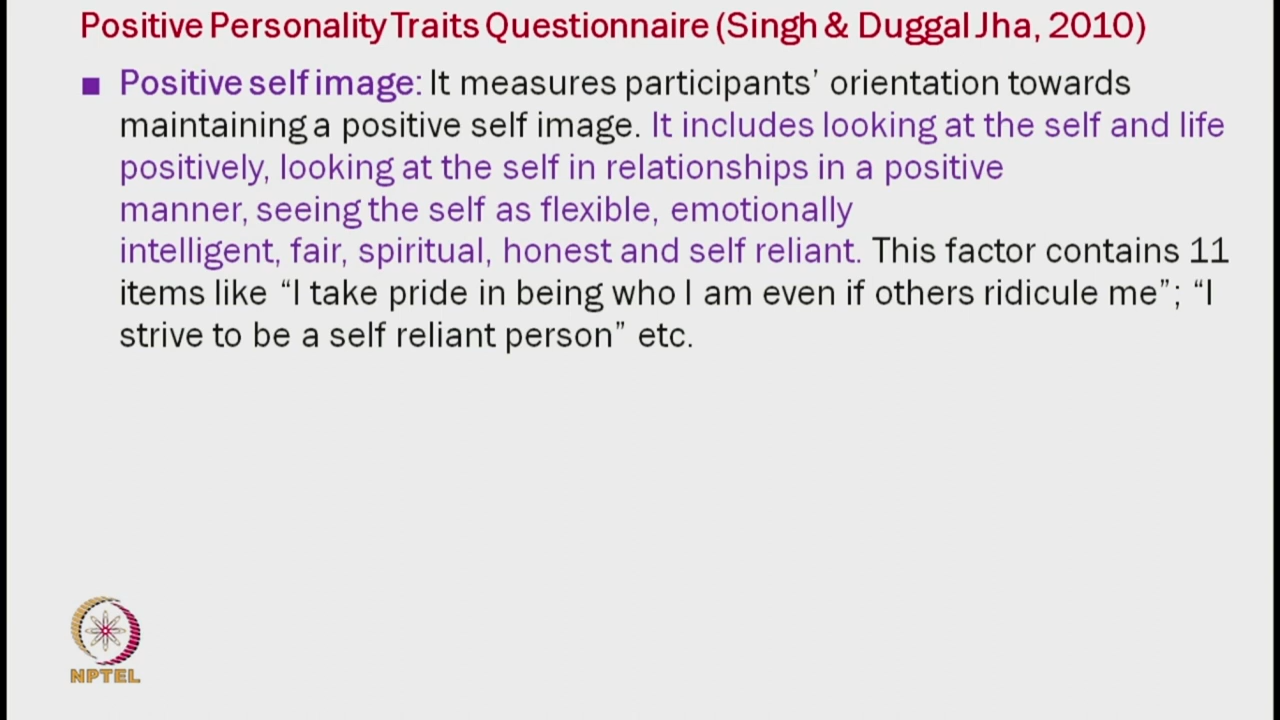 Positive Personality Traits Questionnaire (Singh & Duggal Jha, 2010)
■ Positive self image: It measures participants’ orientation towards
maintaining a positive self image. It includes looking at the self and life
positively, looking at the self in relationships in a positive
manner, seeing the self as flexible, emotionally
intelligent, fair, spiritual, honest and self reliant. This factor contains 11
items like “I take pride in being who I am even if others ridicule me”; “I
strive to be a self reliant person” etc.
NPTEL